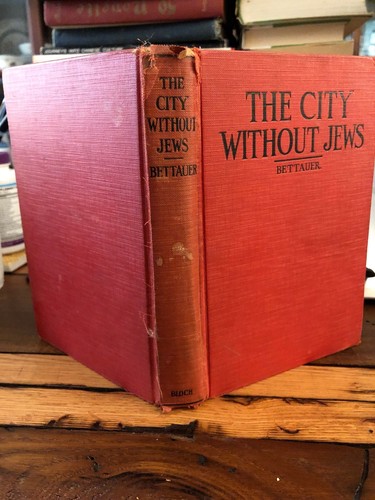 THE
CITY
WITHOUT
JEWS
BETTAUER
BLOCH
THE CITY
WITHOUT JEWS
BETTAUER